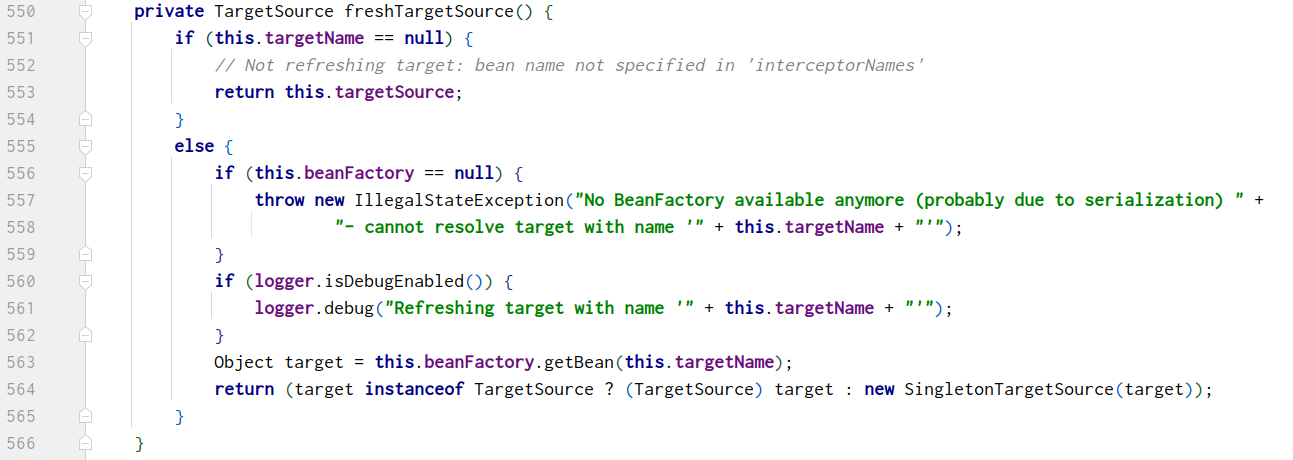 550 private TargetSource freshTargetSource() {
551 if (this.targetName == null) {
552 // Not refreshing target: bean name not specified in 'interceptorNames'
553 return this.targetSource;
554 }
555 else {
556 if (this.beanFactory == null) {
557 throw new IllegalStateException("No BeanFactory available anymore (probably due to serialization) " +
558 "- cannot resolve target with name '" + this.targetName + "'");
559 }
560 if (logger.isDebugEnabled()) {
561 logger.debug("Refreshing target with name '" + this.targetName + "'");
562 }
563 Object target = this.beanFactory.getBean(this.targetName);
564 return (target instanceof TargetSource ? (TargetSource) target : new SingletonTargetSource(target));
565 }
566 }